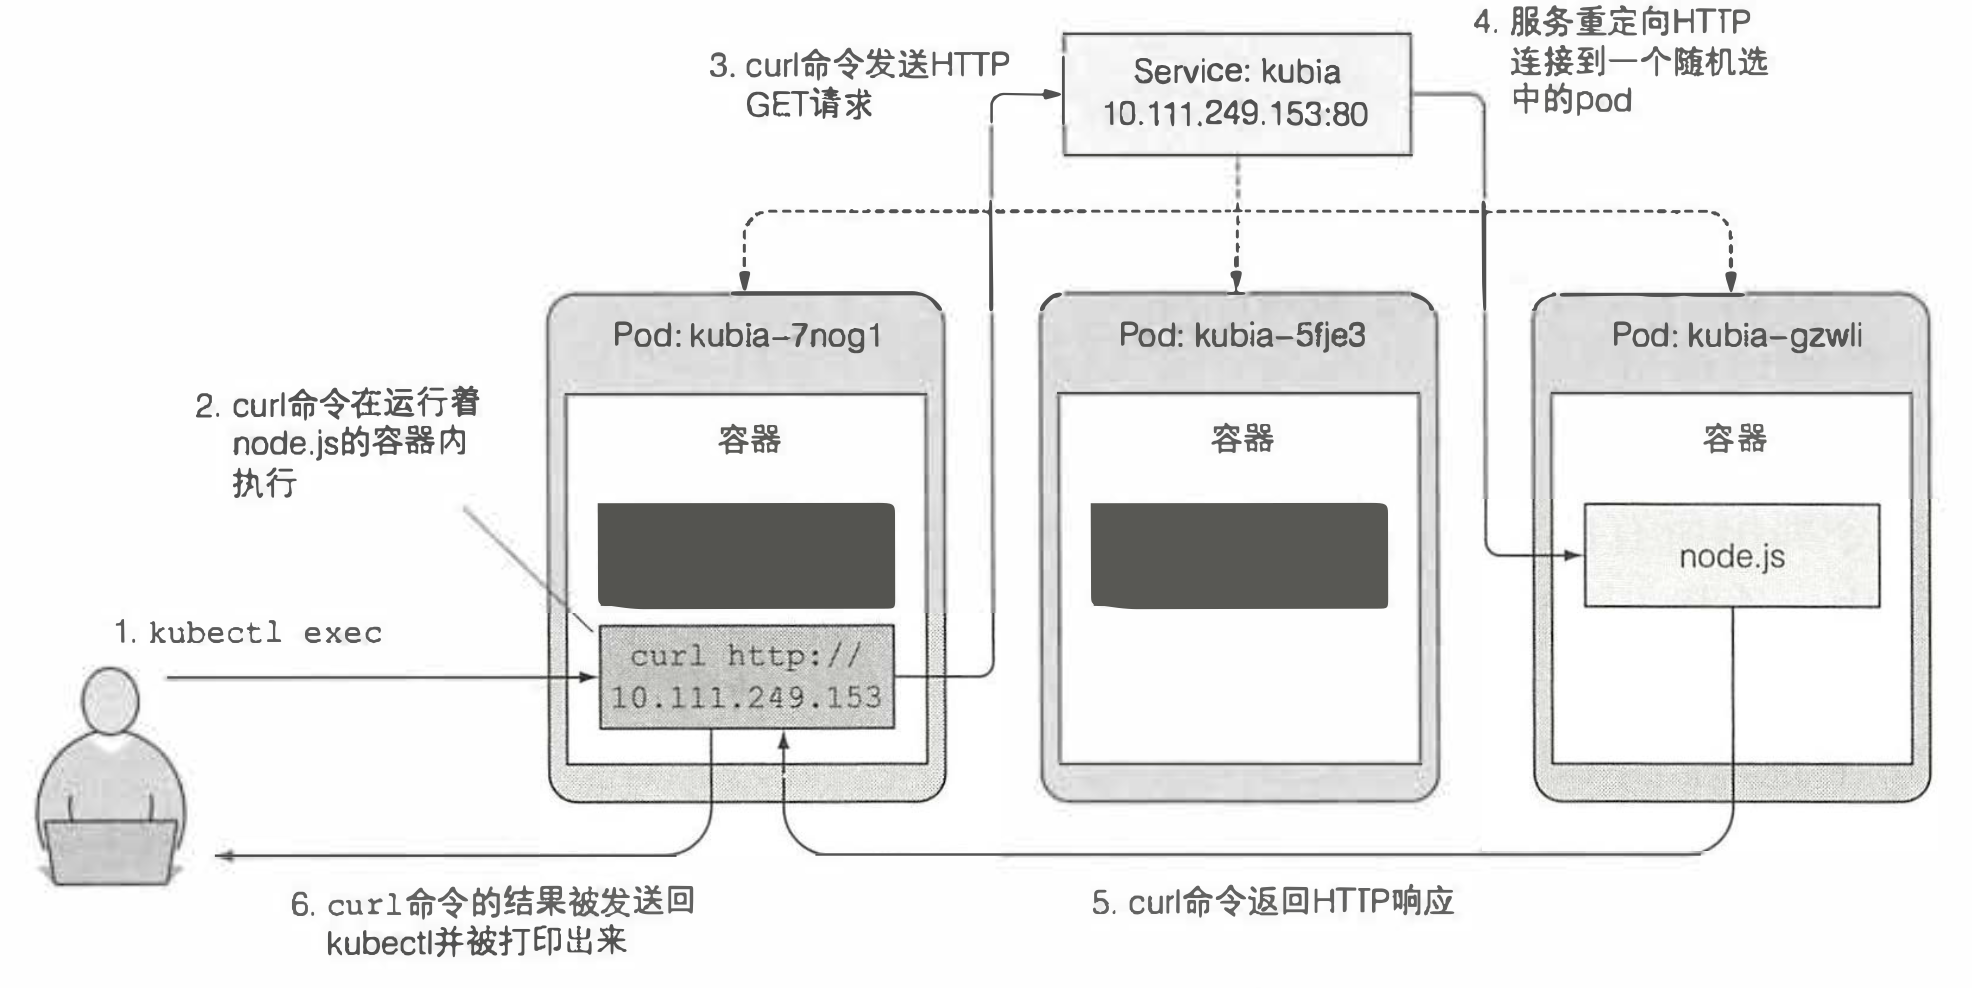 3. curl命令发送HTTP
GET请求
Service: kubia
10.111.249.153:80
4. 服务重定向HTTP
连接到一个随机选
中的pod
Pod: kubia-7nog1
Pod: kubia-5fje3
Pod: kubia-gzwli
2. curl命令在运行着
node.js的容器内
执行
容器
容器
容器
node.js
1. kubectl exec
curl http://
10.111.249.153
6. curl命令的结果被发送回
kubectl并被打印出来
5. curl命令返回HTTP响应